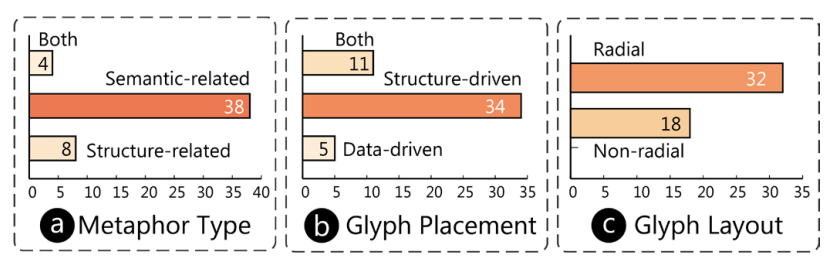 Both
4
Semantic-related
38
8 Structure-related
0 5 10 15 20 25 30 35 40
a Metaphor Type
Both
11
Structure-driven
34
5 Data-driven
0 5 10 15 20 25 30 35
b Glyph Placement
Radial
32
18
Non-radial
0 5 10 15 20 25 30 35
c Glyph Layout